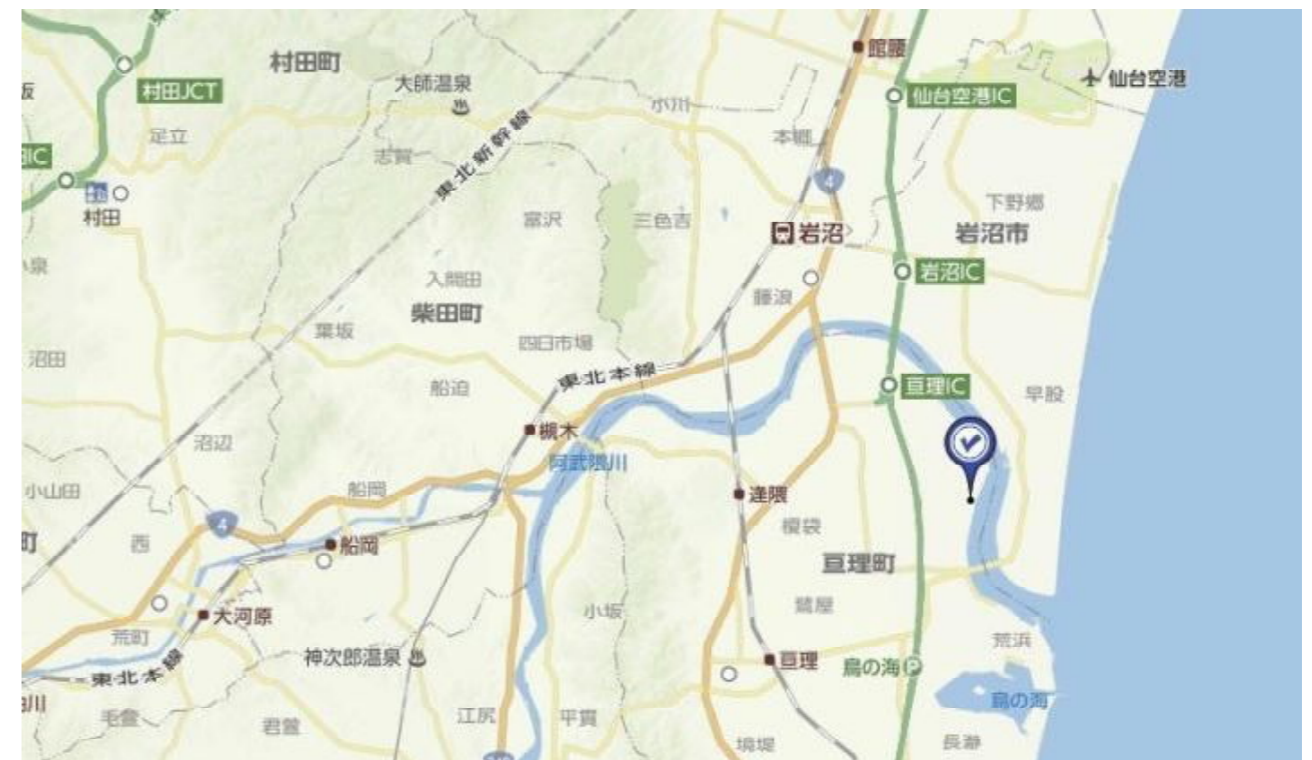 館腰
村田町
大師温泉
仙台空港
村田JCT
仙台空港IC
小川
足立
本郷
東北新幹線
志賀
IC
4
村田
下野郷
富沢
三色吉
岩沼
岩沼市
入間田
岩沼IC
藤浪
柴田町
葉坂
四日市場
沼田
東北本線
船迫
亘理IC
早股
沼辺
槻木
阿武隈川
小山田
船岡
逢隈
4
榎袋
町
西
船岡
亘理町
小坂
鷺屋
大河原
荒町
荒浜
神次郎温泉
亘理
鳥の海
P
東北本線
川
鳥の海
毛萱
江尻
平貫
君萱
境堤
長瀞